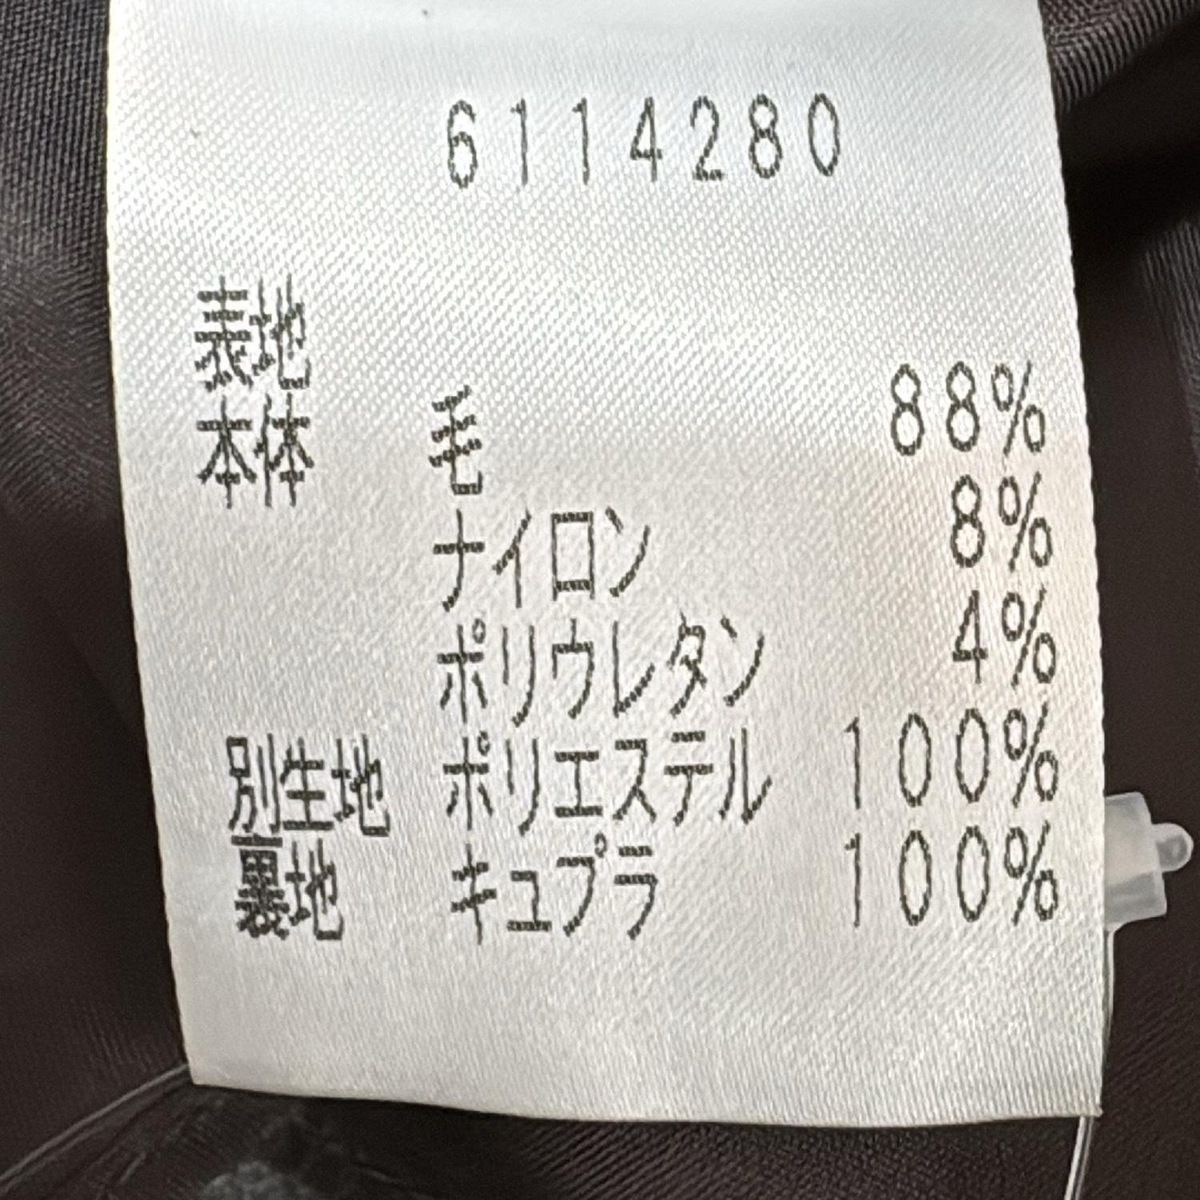 6114280
表地
本体 毛 88%
ナイロン 8%
ポリウレタン 4%
別生地 ポリエステル 100%
裏地 キュプラ 100%